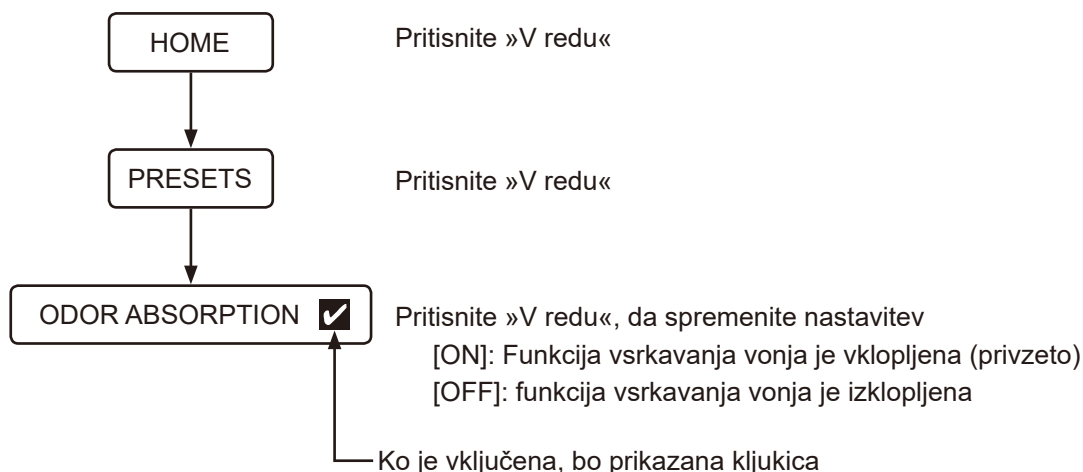 HOME
Pritisnite »V redu«
PRESETS
Pritisnite »V redu«
ODOR ABSORPTION ✔
Pritisnite »V redu«, da spremenite nastavitev
[ON]: Funkcija vsrkavanja vonja je vklopljena (privzeto)
[OFF]: funkcija vsrkavanja vonja je izklopljena
Ko je vključena, bo prikazana kljukica